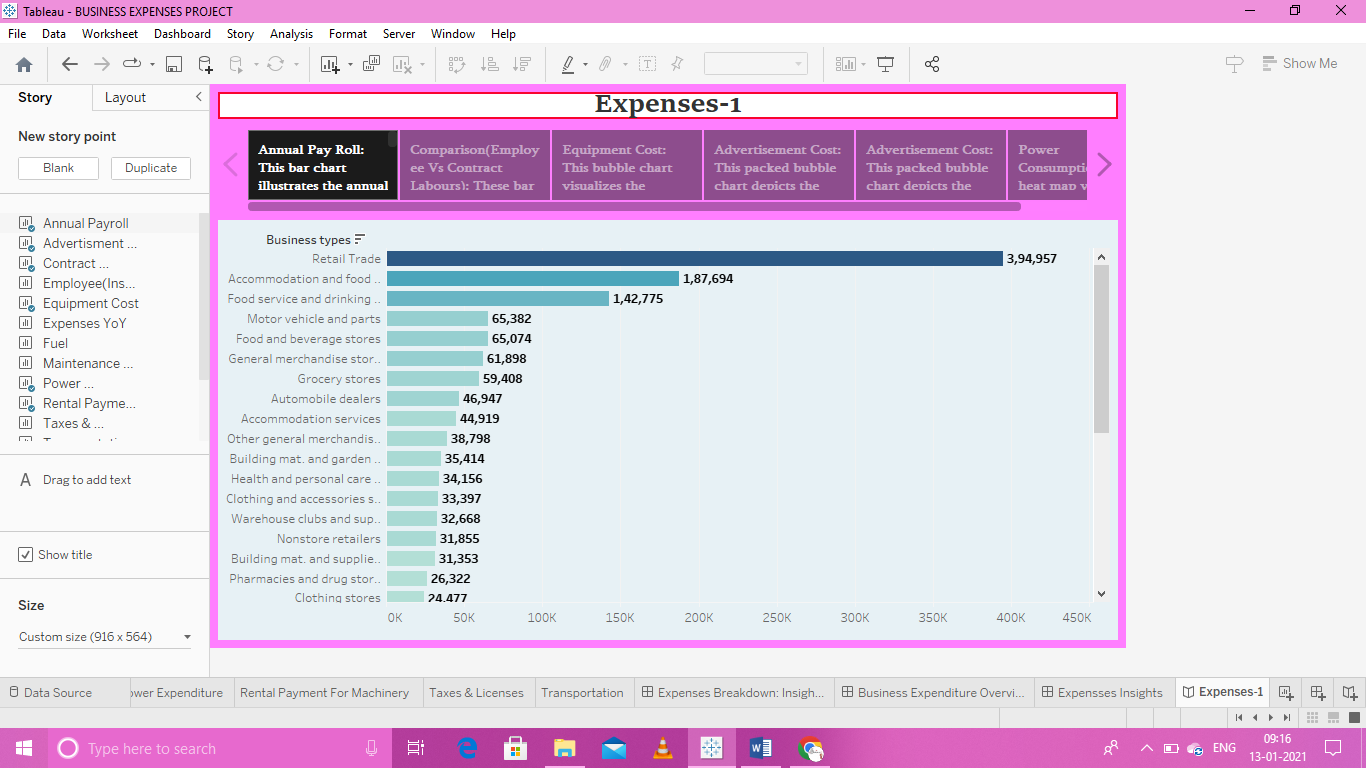 Tableau - BUSINESS EXPENSES PROJECT
File Data Worksheet Dashboard Story Analysis Format Server Window Help
Show Me
Story Layout
New story point
Blank Duplicate
Annual Payroll
Advertisment ...
Contract ...
Employee(Ins...
Equipment Cost
Expenses YoY
Fuel
Maintenance ...
Power ...
Rental Payme...
Taxes & ...
A Drag to add text
Show title
Size
Custom size (916 x 564)
Expenses-1
Annual Pay Roll:
This bar chart
illustrates the annual
Comparison(Employ
ee Vs Contract
Labours): These bar
Equipment Cost:
This bubble chart
visualizes the
Advertisement Cost:
This packed bubble
chart depicts the
Advertisement Cost:
This packed bubble
chart depicts the
Power
Consumpti
heat map v
Business types
Retail Trade 3,94,957
Accommodation and food .. 1,87,694
Food service and drinking .. 1,42,775
Motor vehicle and parts 65,382
Food and beverage stores 65,074
General merchandise stor.. 61,898
Grocery stores 59,408
Automobile dealers 46,947
Accommodation services 44,919
Other general merchandis.. 38,798
Building mat. and garden .. 35,414
Health and personal care .. 34,156
Clothing and accessories s.. 33,397
Warehouse clubs and sup.. 32,668
Nonstore retailers 31,855
Building mat. and supplie.. 31,353
Pharmacies and drug stor.. 26,322
Clothing stores 24,477
0K 50K 100K 150K 200K 250K 300K 350K 400K 450K
Data Source ower Expenditure Rental Payment For Machinery Taxes & Licenses Transportation Expenses Breakdown: Insigh... Business Expenditure Overvi... Expensses Insights Expenses-1
Type here to search
ENG
09:16
13-01-2021